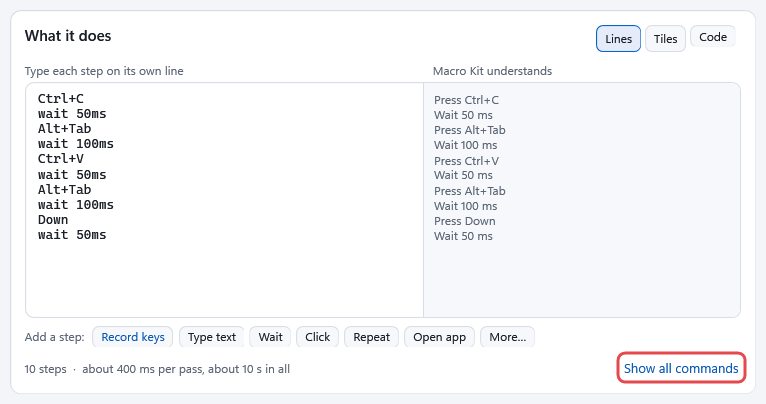 What it does
Lines Tiles Code
Type each step on its own line
Macro Kit understands
Ctrl+C
wait 50ms
Alt+Tab
wait 100ms
Ctrl+V
wait 50ms
Alt+Tab
wait 100ms
Down
wait 50ms
Press Ctrl+C
Wait 50 ms
Press Alt+Tab
Wait 100 ms
Press Ctrl+V
Wait 50 ms
Press Alt+Tab
Wait 100 ms
Press Down
Wait 50 ms
Add a step: Record keys Type text Wait Click Repeat Open app More...
10 steps · about 400 ms per pass, about 10 s in all
Show all commands